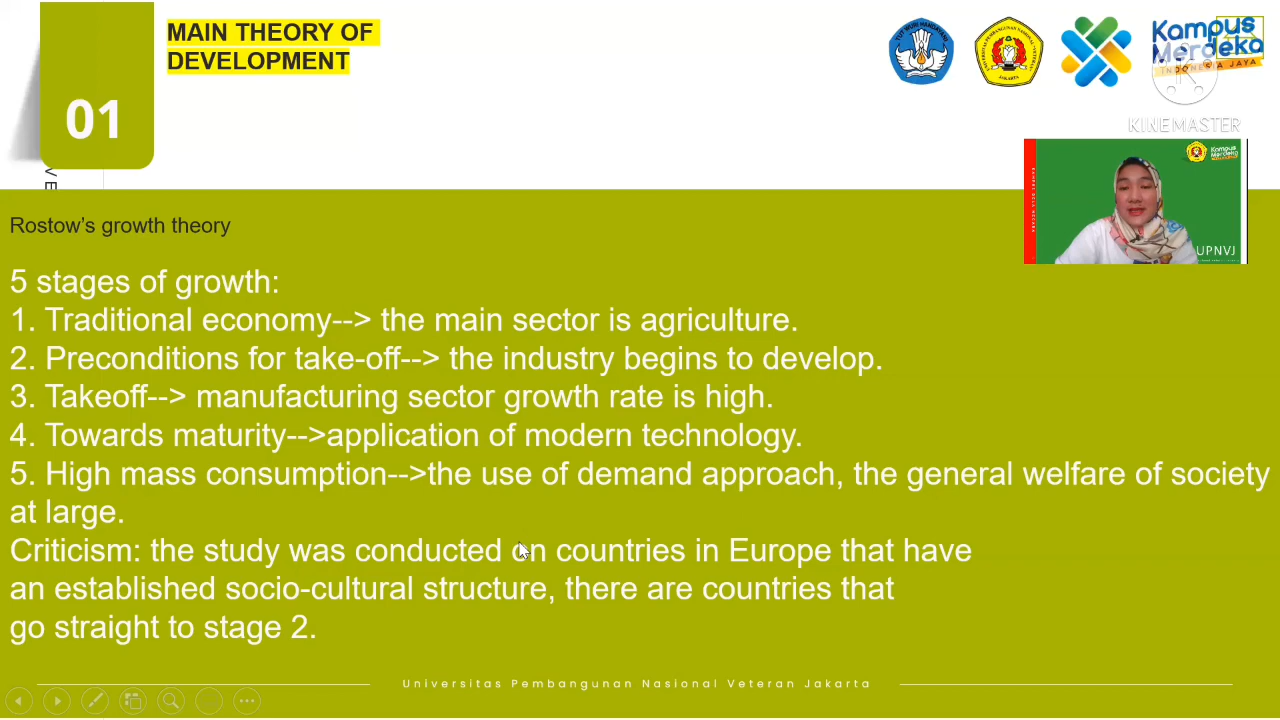 MAIN THEORY OF
DEVELOPMENT
01
Kampus
Merdeka
INDONESIA JAYA
KINEMASTER
Kampus
Merdeka
UPNVJ
Rostow's growth theory
5 stages of growth:
1. Traditional economy--> the main sector is agriculture.
2. Preconditions for take-off--> the industry begins to develop.
3. Takeoff--> manufacturing sector growth rate is high.
4. Towards maturity-->application of modern technology.
5. High mass consumption-->the use of demand approach, the general welfare of society
at large.
Criticism: the study was conducted on countries in Europe that have
an established socio-cultural structure, there are countries that
go straight to stage 2.
Universitas Pembangunan Nasional Veteran Jakarta